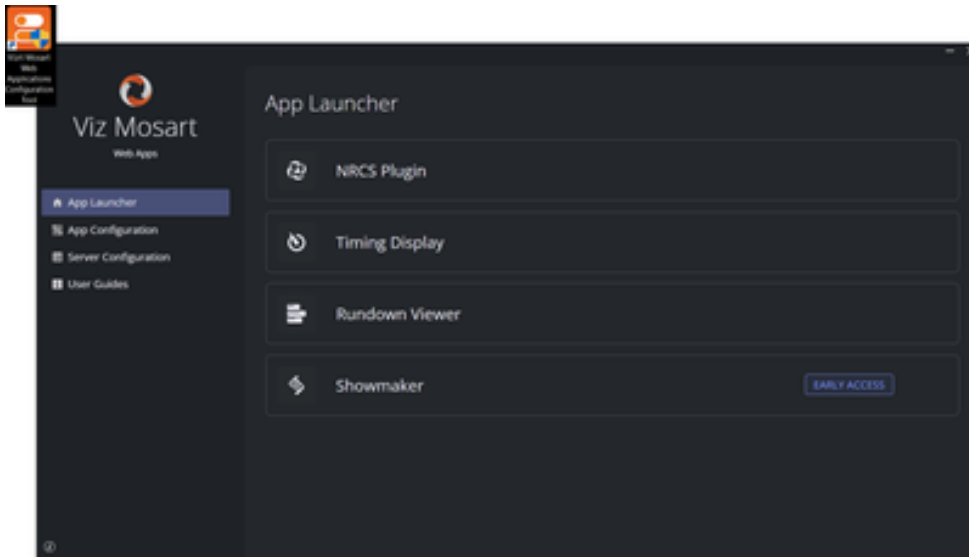 Vizrt Mosart
Web
Applications
Configuration
Tool
Viz Mosart
Web Apps
App Launcher
App Configuration
Server Configuration
User Guides
App Launcher
NRCS Plugin
Timing Display
Rundown Viewer
Showmaker
EARLY ACCESS